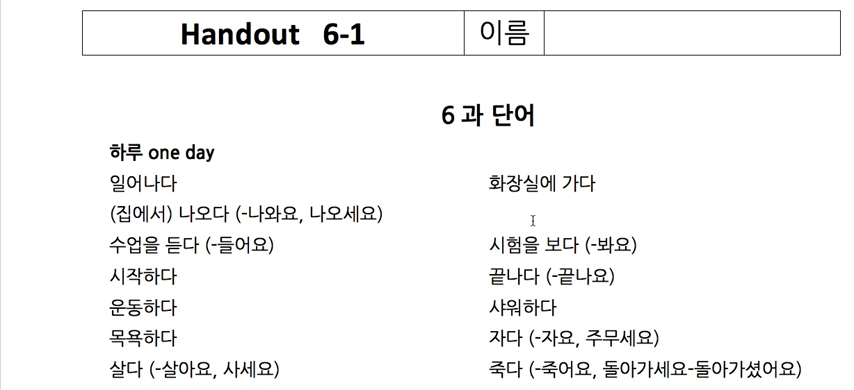 Handout 6-1 이름
6과 단어
하루 one day
일어나다 화장실에 가다
(집에서) 나오다 (-나와요, 나오세요)
수업을 듣다 (-들어요) 시험을 보다 (-봐요)
시작하다 끝나다 (-끝나요)
운동하다 샤워하다
목욕하다 자다 (-자요, 주무세요)
살다 (-살아요, 사세요) 죽다 (-죽어요, 돌아가세요-돌아가셨어요)